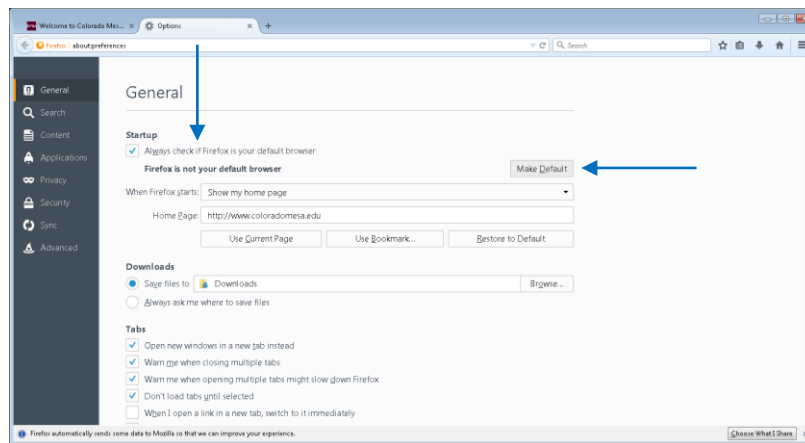 Welcome to Colorado Mes... × Options × +
Firefox about:preferences Search
General
Search
Content
Applications
Privacy
Security
Sync
Advanced
General
Startup
Always check if Firefox is your default browser
Firefox is not your default browser Make Default
When Firefox starts: Show my home page
Home Page: http://www.coloradomesa.edu
Use Current Page Use Bookmark... Restore to Default
Downloads
Save files to Downloads Browse...
Always ask me where to save files
Tabs
Open new windows in a new tab instead
Warn me when closing multiple tabs
Warn me when opening multiple tabs might slow down Firefox
Don't load tabs until selected
When I open a link in a new tab, switch to it immediately
Firefox automatically sends some data to Mozilla so that we can improve your experience. Choose What I Share